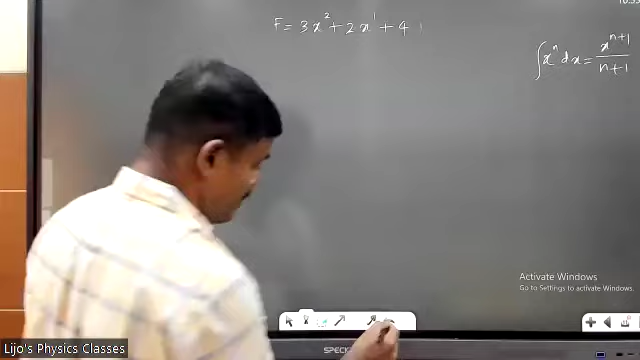 F = 3x² + 2x¹ + 4
∫xⁿ dx = xⁿ⁺¹ / n+1
Activate Windows
Go to Settings to activate Windows.
Lijo's Physics Classes